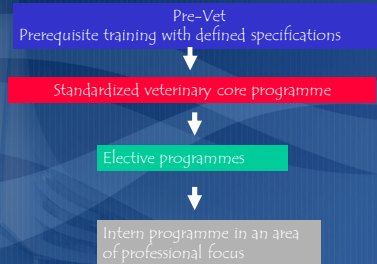 Pre-Vet
Prerequisite training with defined specifications
Standardized veterinary core programme
Elective programmes
Intern programme in an area
of professional focus